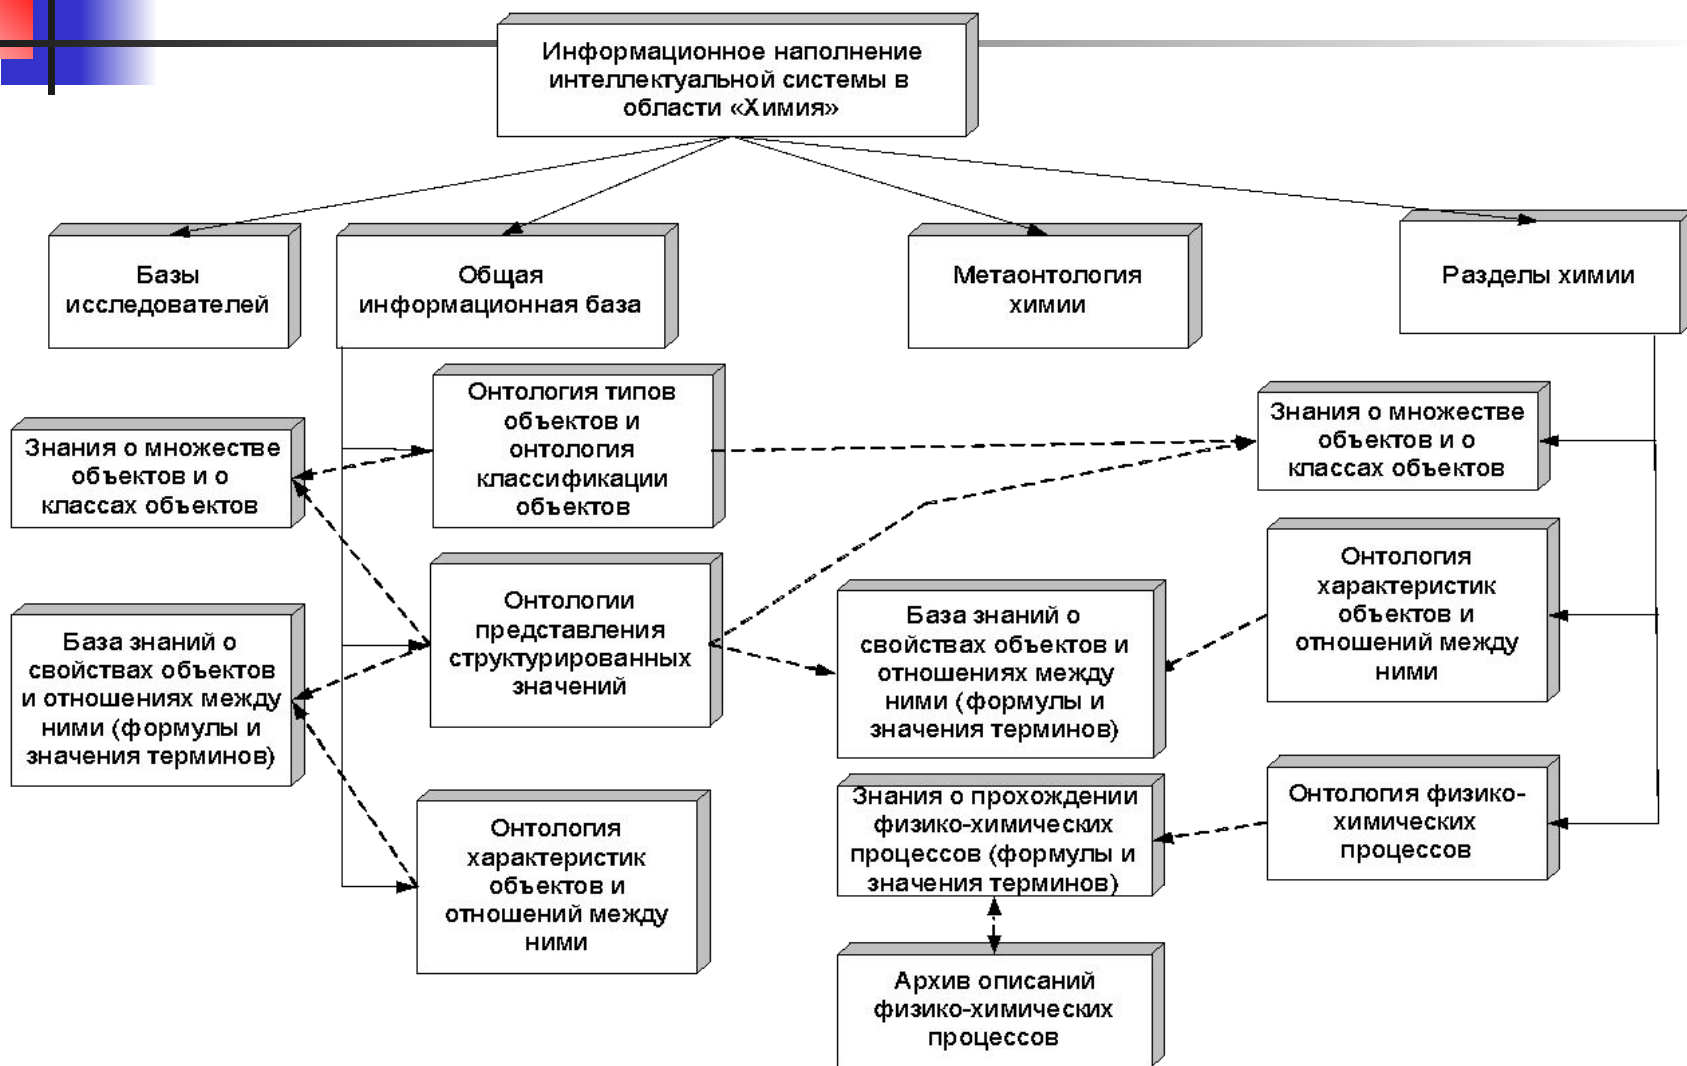 Информационное наполнение
интеллектуальной системы в
области «Химия»
Базы
исследователей
Общая
информационная база
Метаонтология
химии
Разделы химии
Знания о множестве
объектов и о
классах объектов
Онтология типов
объектов и
онтология
классификации
объектов
Знания о множестве
объектов и о
классах объектов
База знаний о
свойствах объектов
и отношениях между
ними (формулы и
значения терминов)
Онтологии
представления
структурированных
значений
База знаний о
свойствах объектов и
отношениях между
ними (формулы и
значения терминов)
Онтология
характеристик
объектов и
отношений между
ними
Онтология
характеристик
объектов и
отношений между
ними
Знания о прохождении
физико-химических
процессов (формулы и
значения терминов)
Онтология физико-
химических
процессов
Архив описаний
физико-химических
процессов